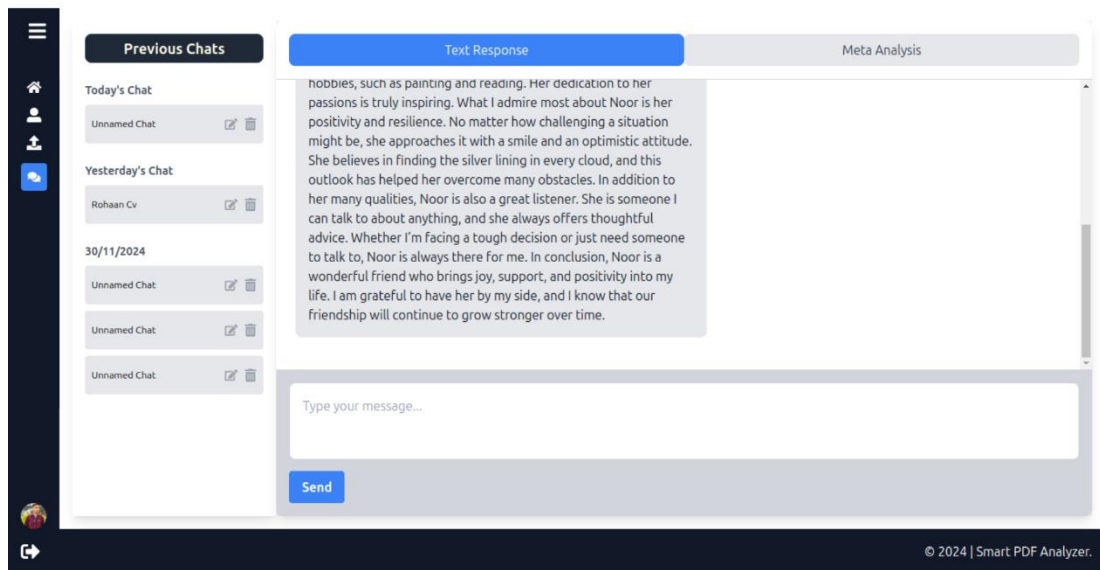 Previous Chats
Today's Chat
Unnamed Chat
Yesterday's Chat
Rohaan Cv
30/11/2024
Unnamed Chat
Unnamed Chat
Unnamed Chat
Text Response
Meta Analysis
hobbies, such as painting and reading. Her dedication to her
passions is truly inspiring. What I admire most about Noor is her
positivity and resilience. No matter how challenging a situation
might be, she approaches it with a smile and an optimistic attitude.
She believes in finding the silver lining in every cloud, and this
outlook has helped her overcome many obstacles. In addition to
her many qualities, Noor is also a great listener. She is someone I
can talk to about anything, and she always offers thoughtful
advice. Whether I'm facing a tough decision or just need someone
to talk to, Noor is always there for me. In conclusion, Noor is a
wonderful friend who brings joy, support, and positivity into my
life. I am grateful to have her by my side, and I know that our
friendship will continue to grow stronger over time.
Type your message...
Send
© 2024 | Smart PDF Analyzer.